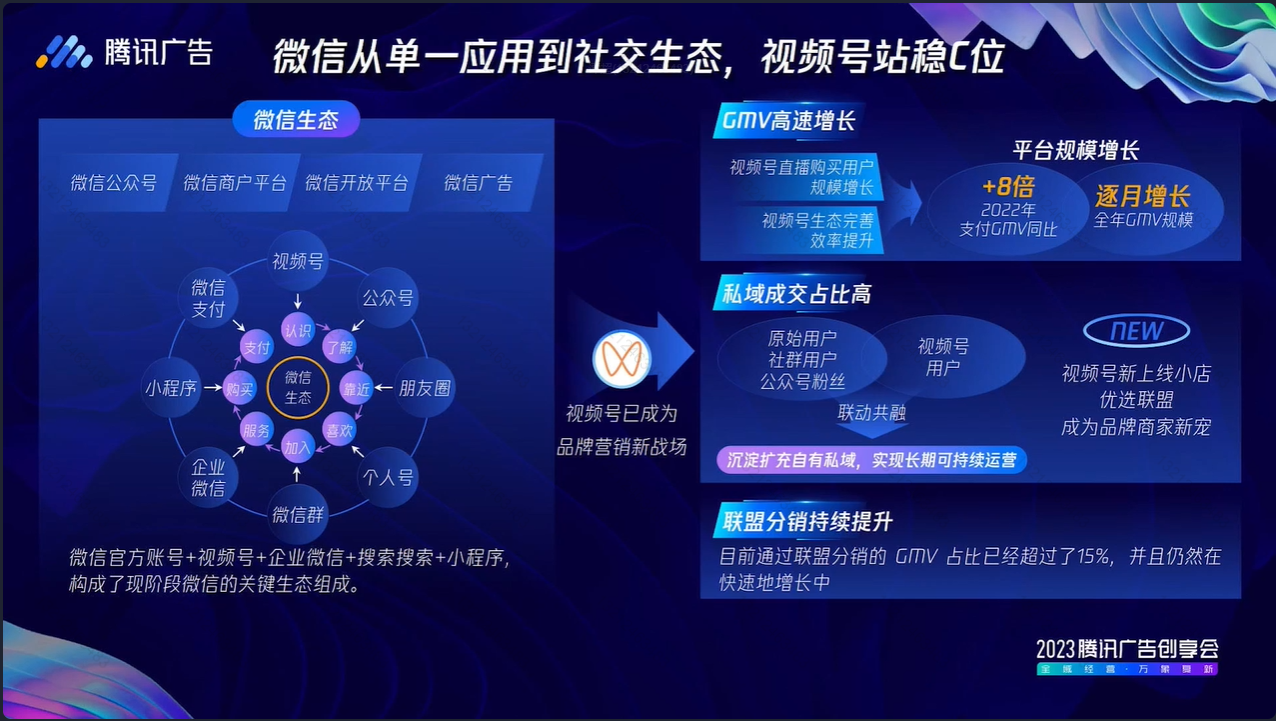 腾讯广告
微信从单一应用到社交生态，视频号站稳C位
微信生态
微信公众号
微信商户平台
微信开放平台
微信广告
视频号
公众号
朋友圈
个人号
微信群
企业
微信
小程序
微信
支付
认识
了解
靠近
喜欢
加入
服务
购买
支付
微信
生态
微信官方账号+视频号+企业微信+搜索搜索+小程序，
构成了现阶段微信的关键生态组成。
视频号已成为
品牌营销新战场
GMV高速增长
视频号直播购买用户
规模增长
视频号生态完善
效率提升
平台规模增长
+8倍
2022年
支付GMV同比
逐月增长
全年GMV规模
私域成交占比高
原始用户
社群用户
公众号粉丝
视频号
用户
联动共融
沉淀扩充自有私域，实现长期可持续运营
NEW
视频号新上线小店
优选联盟
成为品牌商家新宠
联盟分销持续提升
目前通过联盟分销的 GMV 占比已经超过了15%，并且仍然在
快速地增长中
2023腾讯广告创享会
全域经营·万象更新